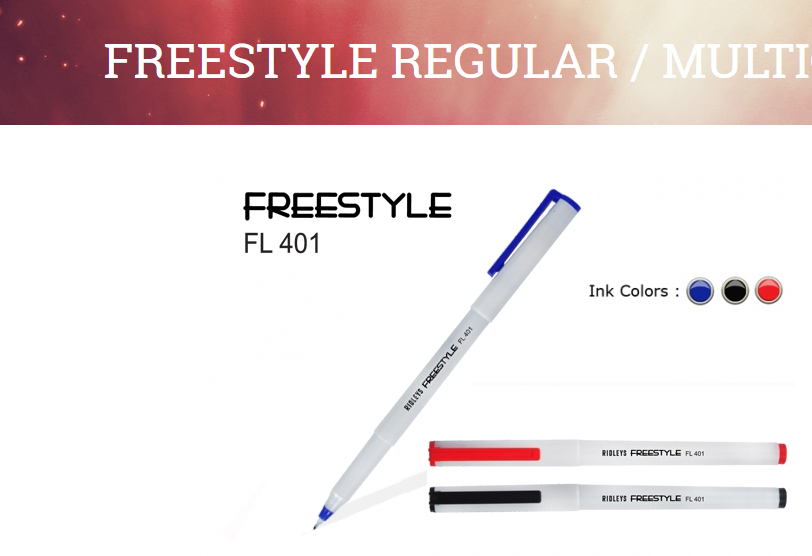 FREESTYLE REGULAR / MULTI
FREESTYLE
FL 401
Ink Colors :
RIDLEYS FREESTYLE FL 401
RIDLEYS FREESTYLE FL 401
RIDLEYS FREESTYLE FL 401